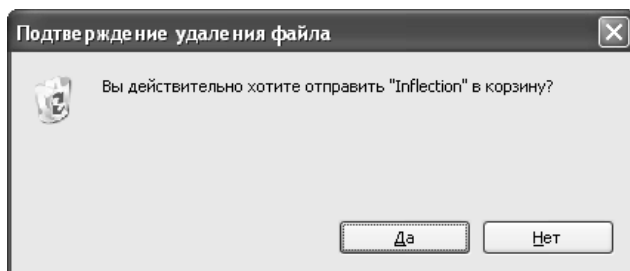 Подтверждение удаления файла
Вы действительно хотите отправить "Inflection" в корзину?
Да
Нет